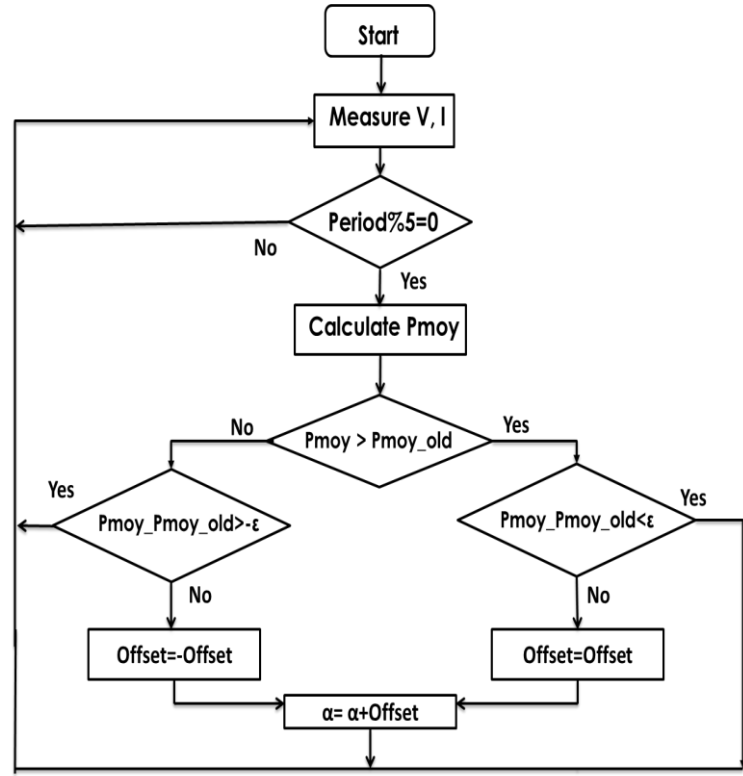 Start
Measure V, I
Period%5=0
No
Yes
Calculate Pmoy
No
Pmoy > Pmoy_old
Yes
Yes
Pmoy_Pmoy_old>-ε
Pmoy_Pmoy_old<ε
Yes
No
No
Offset=-Offset
Offset=Offset
α= α+Offset